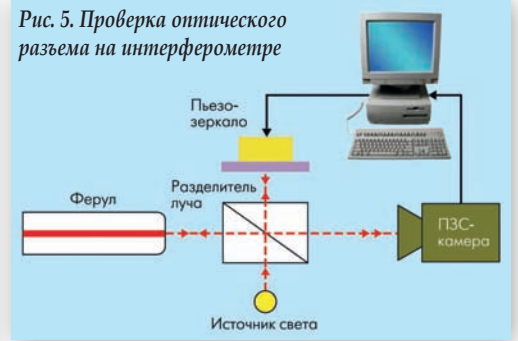 Рис. 5. Проверка оптического
разъема на интерферометре
Пьезо-
зеркало
Разделитель
луча
Ферул
ПЗС-
камера
Источник света